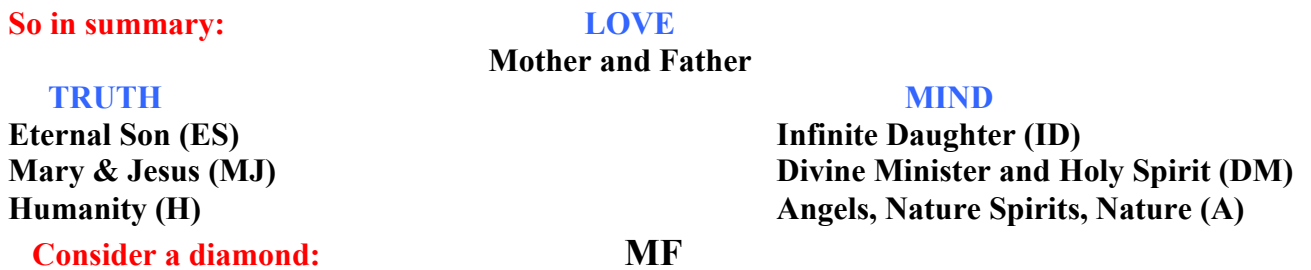 So in summary: LOVE
Mother and Father
TRUTH MIND
Eternal Son (ES) Infinite Daughter (ID)
Mary & Jesus (MJ) Divine Minister and Holy Spirit (DM)
Humanity (H) Angels, Nature Spirits, Nature (A)
Consider a diamond: MF